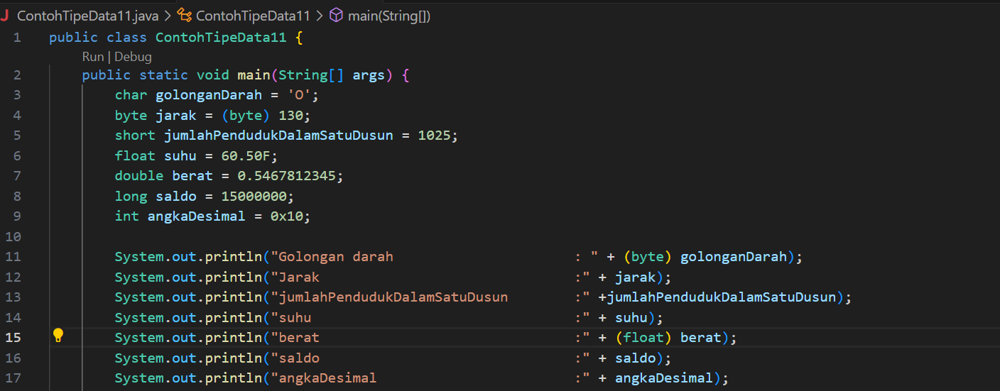 J ContohTipeData11.java > ContohTipeData11 > main(String[])
1 public class ContohTipeData11 {
Run | Debug
2 public static void main(String[] args) {
3 char golonganDarah = 'O';
4 byte jarak = (byte) 130;
5 short jumlahPendudukDalamSatuDusun = 1025;
6 float suhu = 60.50F;
7 double berat = 0.5467812345;
8 long saldo = 15000000;
9 int angkaDesimal = 0x10;
10
11 System.out.println("Golongan darah                               : " + (byte) golonganDarah);
12 System.out.println("Jarak                               :" + jarak);
13 System.out.println("jumlahPendudukDalamSatuDusun        :" +jumlahPendudukDalamSatuDusun);
14 System.out.println("suhu                                :" + suhu);
15 System.out.println("berat                               :" + (float) berat);
16 System.out.println("saldo                               :" + saldo);
17 System.out.println("angkaDesimal                        :" + angkaDesimal);